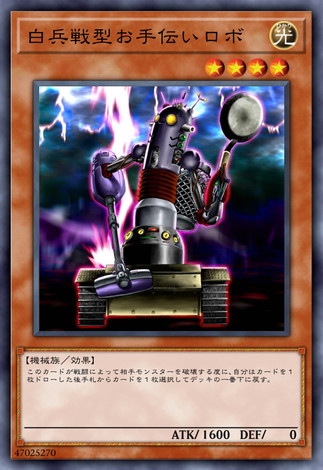 白兵戦型お手伝いロボ
光
【機械族／効果】
このカードが戦闘によって相手モンスターを破壊する度に、自分はカードを１
枚ドローした後手札からカードを１枚選択してデッキの一番下に戻す。
ATK/ 1600 DEF/ 0
47025270